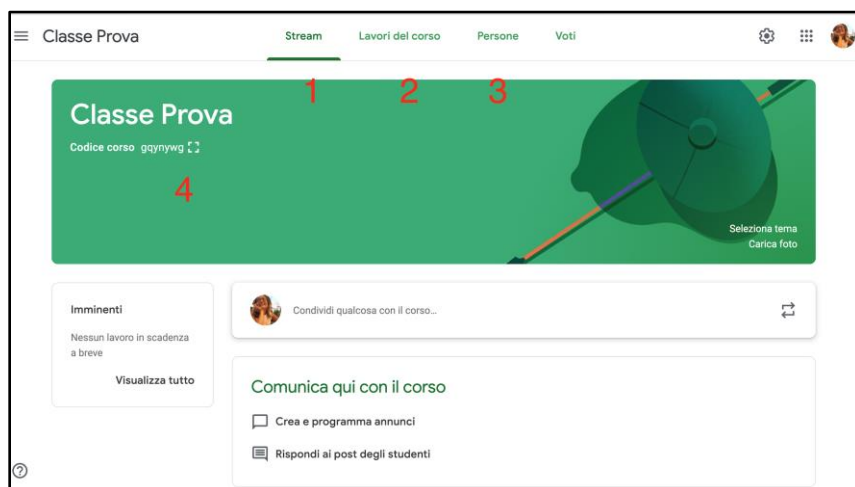 Classe Prova
Stream Lavori del corso Persone Voti
1 2 3
Classe Prova
Codice corso gqynywg
4
Seleziona tema
Carica foto
Imminenti
Nessun lavoro in scadenza
a breve
Visualizza tutto
Condividi qualcosa con il corso...
Comunica qui con il corso
Crea e programma annunci
Rispondi ai post degli studenti